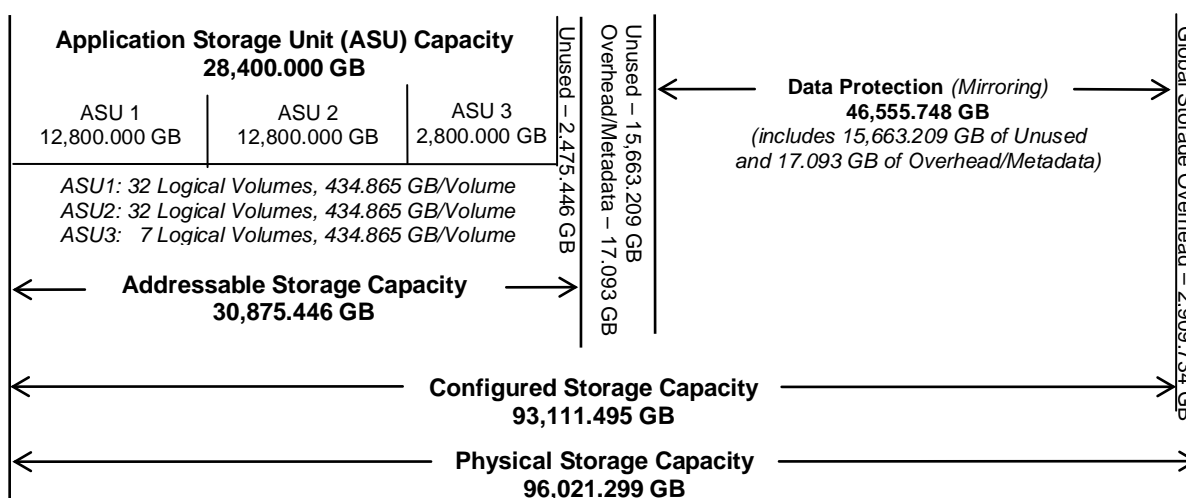 Application Storage Unit (ASU) Capacity
28,400.000 GB
ASU 1
12,800.000 GB
ASU 2
12,800.000 GB
ASU 3
2,800.000 GB
ASU1: 32 Logical Volumes, 434.865 GB/Volume
ASU2: 32 Logical Volumes, 434.865 GB/Volume
ASU3: 7 Logical Volumes, 434.865 GB/Volume
Unused – 2,475.446 GB
Unused – 15,663.209 GB
Overhead/Metadata – 17.093 GB
Data Protection (Mirroring)
46,555.748 GB
(includes 15,663.209 GB of Unused
and 17.093 GB of Overhead/Metadata)
Global Storage Overhead – 2,909.734 GB
Addressable Storage Capacity
30,875.446 GB
Configured Storage Capacity
93,111.495 GB
Physical Storage Capacity
96,021.299 GB